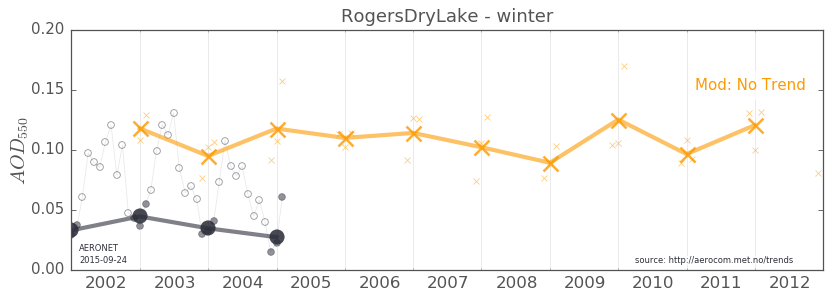 RogersDryLake - winter
0.20
0.15
0.10
0.05
0.00
AOD550
Mod: No Trend
AERONET
2015-09-24
source: http://aerocom.met.no/trends
2002 2003 2004 2005 2006 2007 2008 2009 2010 2011 2012